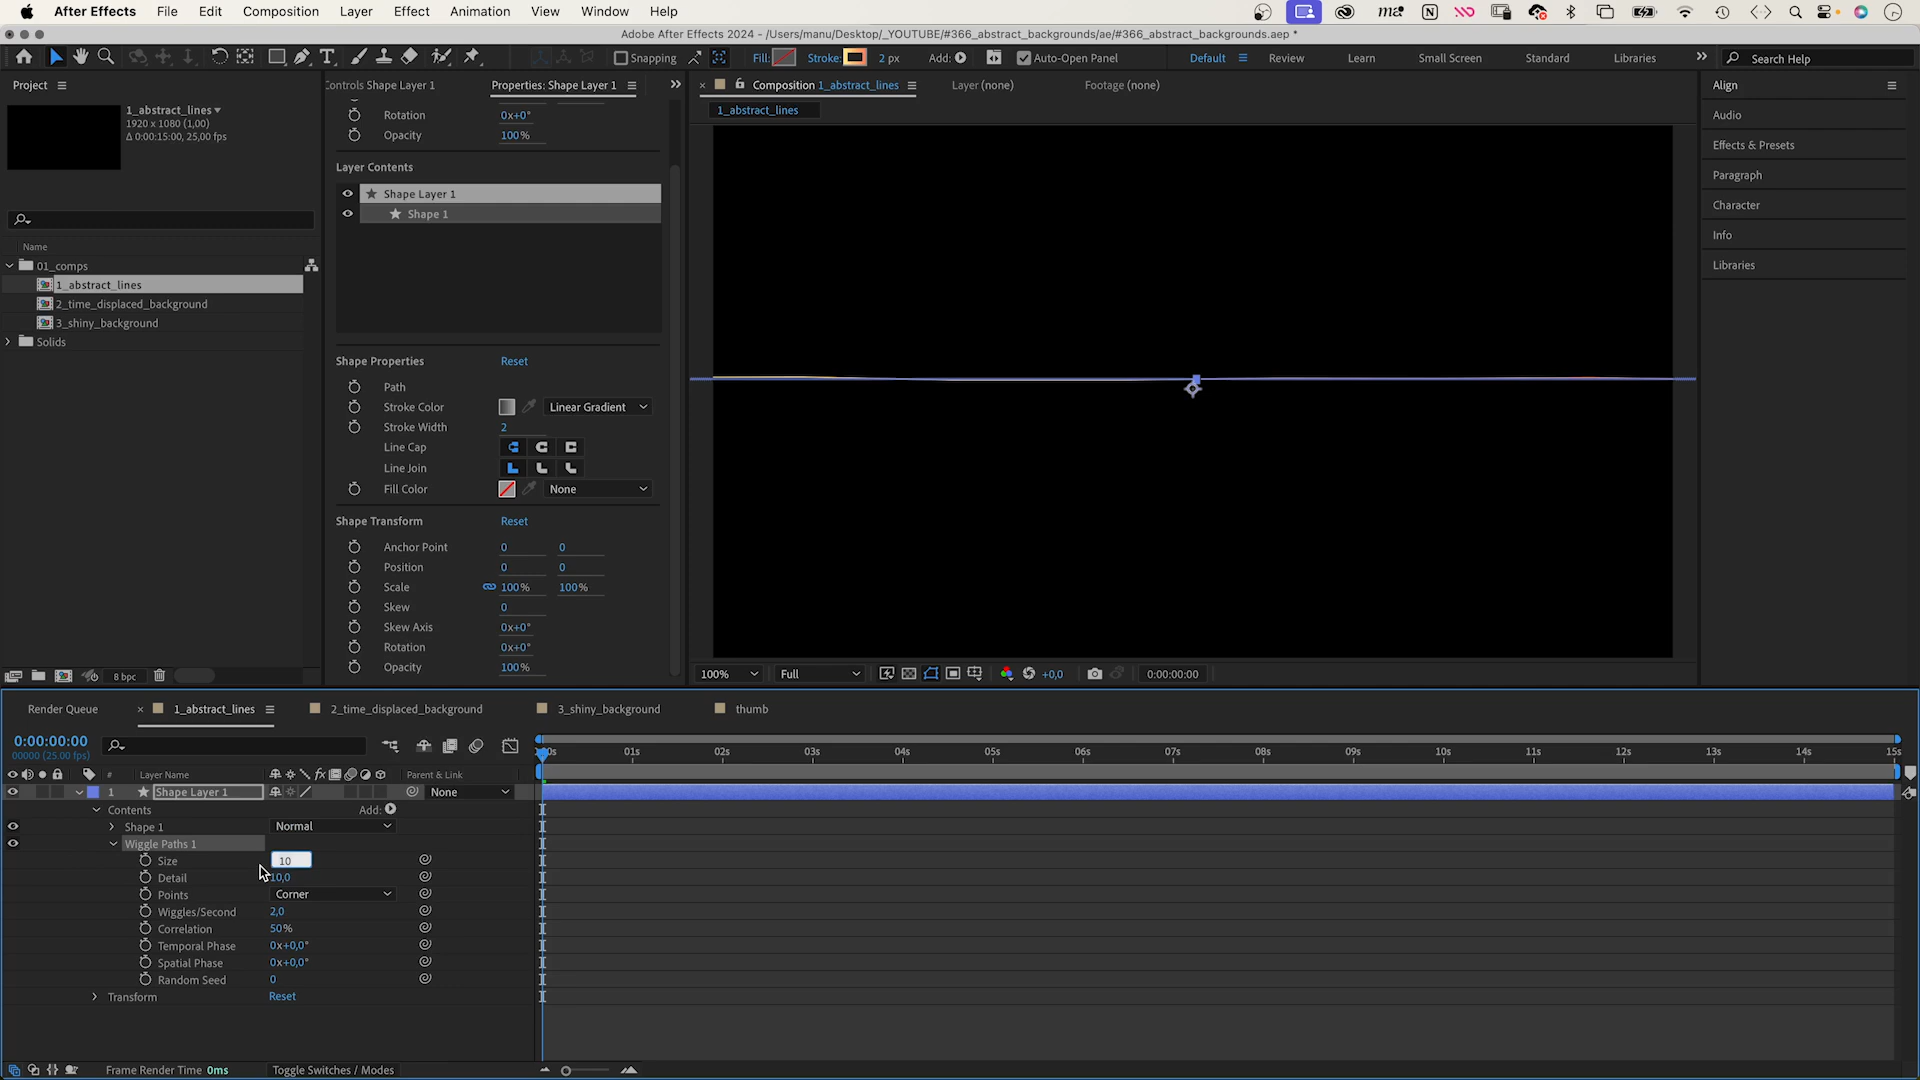 After Effects File Edit Composition Layer Effect Animation View Window Help
Adobe After Effects 2024 - /Users/manu/Desktop/_YOUTUBE/#366_abstract_backgrounds/ae/#366_abstract_backgrounds.aep *
Snapping Fill: Stroke: 2 px Add: Auto-Open Panel Default Review Learn Small Screen Standard Libraries Search Help
Project
1_abstract_lines
1920 x 1080 (1,00)
Δ 0:00:15:00, 25,00 fps
Name
01_comps
1_abstract_lines
2_time_displaced_background
3_shiny_background
Solids
8 bpc
ontrols Shape Layer 1 Properties: Shape Layer 1
Rotation 0x+0°
Opacity 100%
Layer Contents
Shape Layer 1
Shape 1
Shape Properties Reset
Path
Stroke Color Linear Gradient
Stroke Width 2
Line Cap
Line Join
Fill Color None
Shape Transform Reset
Anchor Point 0 0
Position 0 0
Scale 100% 100%
Skew 0
Skew Axis 0x+0°
Rotation 0x+0°
Opacity 100%
Composition 1_abstract_lines Layer (none) Footage (none)
1_abstract_lines
100% Full +0,0 0:00:00:00
Align
Audio
Effects & Presets
Paragraph
Character
Info
Libraries
Render Queue 1_abstract_lines 2_time_displaced_background 3_shiny_background thumb
0:00:00:00
00000 (25.00 fps)
# Layer Name Parent & Link
00s 01s 02s 03s 04s 05s 06s 07s 08s 09s 10s 11s 12s 13s 14s 15s
1 Shape Layer 1 None
Contents Add:
Shape 1 Normal
Wiggle Paths 1
Size 10
Detail 10,0
Points Corner
Wiggles/Second 2,0
Correlation 50%
Temporal Phase 0x+0,0°
Spatial Phase 0x+0,0°
Random Seed 0
Transform Reset
Frame Render Time 0ms Toggle Switches / Modes